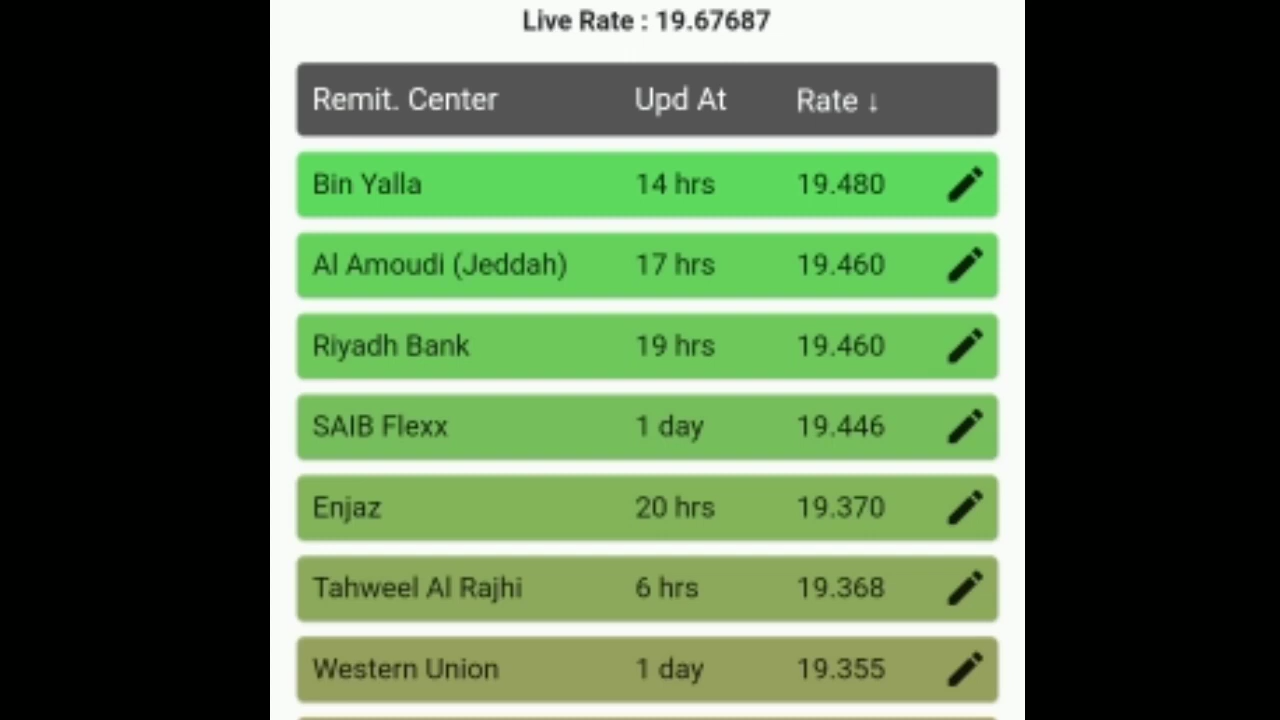 Live Rate : 19.67687
Remit. Center Upd At Rate ↓
Bin Yalla 14 hrs 19.480
Al Amoudi (Jeddah) 17 hrs 19.460
Riyadh Bank 19 hrs 19.460
SAIB Flexx 1 day 19.446
Enjaz 20 hrs 19.370
Tahweel Al Rajhi 6 hrs 19.368
Western Union 1 day 19.355